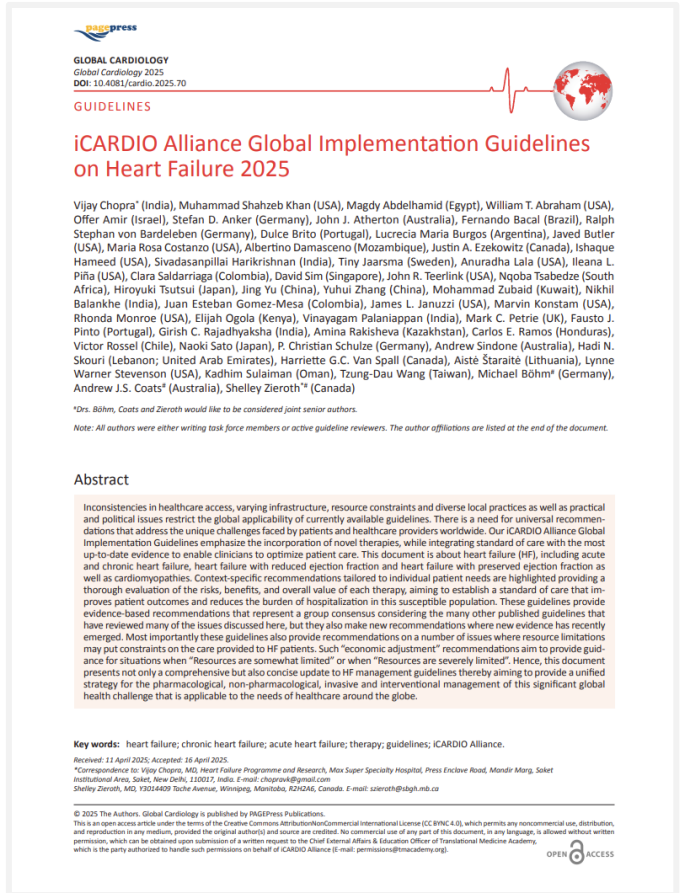 pagepress
GLOBAL CARDIOLOGY
Global Cardiology 2025
DOI: 10.4081/cardio.2025.70
GUIDELINES
iCARDIO Alliance Global Implementation Guidelines
on Heart Failure 2025
Vijay Chopra* (India), Muhammad Shahzeb Khan (USA), Magdy Abdelhamid (Egypt), William T. Abraham (USA),
Offer Amir (Israel), Stefan D. Anker (Germany), John J. Atherton (Australia), Fernando Bacal (Brazil), Ralph
Stephan von Bardeleben (Germany), Dulce Brito (Portugal), Lucrecia Maria Burgos (Argentina), Javed Butler
(USA), Maria Rosa Costanzo (USA), Albertino Damasceno (Mozambique), Justin A. Ezekowitz (Canada), Ishaque
Hameed (USA), Sivadasanpillai Harikrishnan (India), Tiny Jaarsma (Sweden), Anuradha Lala (USA), Ileana L.
Piña (USA), Clara Saldarriaga (Colombia), David Sim (Singapore), John R. Teerlink (USA), Nqoba Tsabedze (South
Africa), Hiroyuki Tsutsui (Japan), Jing Yu (China), Yuhui Zhang (China), Mohammad Zubaid (Kuwait), Nikhil
Balankhe (India), Juan Esteban Gomez-Mesa (Colombia), James L. Januzzi (USA), Marvin Konstam (USA),
Rhonda Monroe (USA), Elijah Ogola (Kenya), Vinayagam Palaniappan (India), Mark C. Petrie (UK), Fausto J.
Pinto (Portugal), Girish C. Rajadhyaksha (India), Amina Rakisheva (Kazakhstan), Carlos E. Ramos (Honduras),
Victor Rossel (Chile), Naoki Sato (Japan), P. Christian Schulze (Germany), Andrew Sindone (Australia), Hadi N.
Skouri (Lebanon; United Arab Emirates), Harriette G.C. Van Spall (Canada), Aistė Štaraitė (Lithuania), Lynne
Warner Stevenson (USA), Kadhim Sulaiman (Oman), Tzung-Dau Wang (Taiwan), Michael Böhm# (Germany),
Andrew J.S. Coats# (Australia), Shelley Zieroth*# (Canada)
#Drs. Böhm, Coats and Zieroth would like to be considered joint senior authors.
Note: All authors were either writing task force members or active guideline reviewers. The author affiliations are listed at the end of the document.
Abstract
Inconsistencies in healthcare access, varying infrastructure, resource constraints and diverse local practices as well as practical
and political issues restrict the global applicability of currently available guidelines. There is a need for universal recommen-
dations that address the unique challenges faced by patients and healthcare providers worldwide. Our iCARDIO Alliance Global
Implementation Guidelines emphasize the incorporation of novel therapies, while integrating standard of care with the most
up-to-date evidence to enable clinicians to optimize patient care. This document is about heart failure (HF), including acute
and chronic heart failure, heart failure with reduced ejection fraction and heart failure with preserved ejection fraction as
well as cardiomyopathies. Context-specific recommendations tailored to individual patient needs are highlighted providing a
thorough evaluation of the risks, benefits, and overall value of each therapy, aiming to establish a standard of care that im-
proves patient outcomes and reduces the burden of hospitalization in this susceptible population. These guidelines provide
evidence-based recommendations that represent a group consensus considering the many other published guidelines that
have reviewed many of the issues discussed here, but they also make new recommendations where new evidence has recently
emerged. Most importantly these guidelines also provide recommendations on a number of issues where resource limitations
may put constraints on the care provided to HF patients. Such “economic adjustment” recommendations aim to provide gui-
dance for situations when “Resources are somewhat limited” or when “Resources are severely limited”. Hence, this document
presents not only a comprehensive but also concise update to HF management guidelines thereby aiming to provide a unified
strategy for the pharmacological, non-pharmacological, invasive and interventional management of this significant global
health challenge that is applicable to the needs of healthcare around the globe.
Key words: heart failure; chronic heart failure; acute heart failure; therapy; guidelines; iCARDIO Alliance.
Received: 11 April 2025; Accepted: 16 April 2025.
*Correspondence to: Vijay Chopra, MD, Heart Failure Programme and Research, Max Super Specialty Hospital, Press Enclave Road, Mandir Marg, Saket
Institutional Area, Saket, New Delhi, 110017, India. E-mail: chopravk@gmail.com
Shelley Zieroth, MD, Y3014409 Tache Avenue, Winnipeg, Manitoba, R2H2A6, Canada. E-mail: szieroth@sbgh.mb.ca
© 2025 The Authors. Global Cardiology is published by PAGEPress Publications.
This is an open access article under the terms of the Creative Commons AttributionNonCommercial International License (CC BYNC 4.0), which permits any noncommercial use, distribution,
and reproduction in any medium, provided the original author(s) and source are credited. No commercial use of any part of this document, in any language, is allowed without written
permission, which can be obtained upon submission of a written request to the Chief External Affairs & Education Officer of Translational Medicine Academy,
which is the party authorized to handle such permissions on behalf of iCARDIO Alliance (E-mail: permissions@tmacademy.org).
OPEN ACCESS